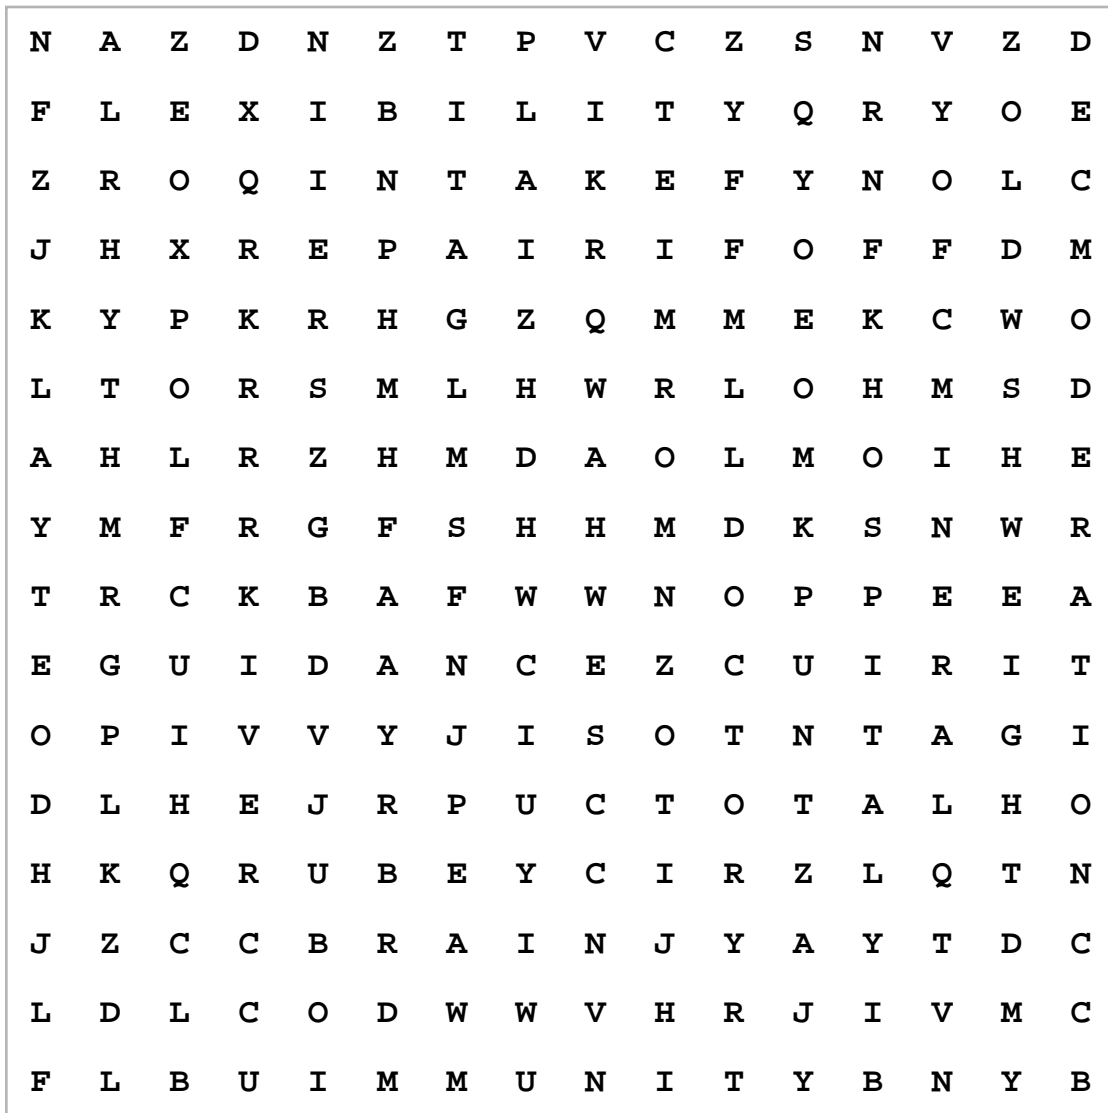 N A Z D N Z T P V C Z S N V Z D
F L E X I B I L I T Y Q R Y O E
Z R O Q I N T A K E F Y N O L C
J H X R E P A I R I F O F F D M
K Y P K R H G Z Q M M E K C W O
L T O R S M L H W R L O H M S D
A H L R Z H M D A O L M O I H E
Y M F R G F S H H M D K S N W R
T R C K B A F W W N O P P E E A
E G U I D A N C E Z C U I R I T
O P I V V Y J I S O T N T A G I
D L H E J R P U C T O T A L H O
H K Q R U B E Y C I R Z L Q T N
J Z C C B R A I N J Y A Y T D C
L D L C O D W W V H R J I V M C
F L B U I M M U N I T Y B N Y B